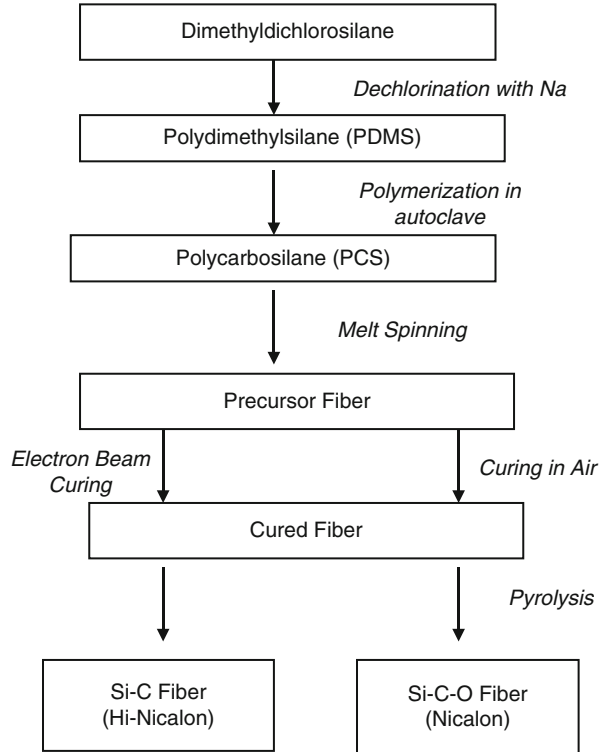 Dimethyldichlorosilane
Dechlorination with Na
Polydimethylsilane (PDMS)
Polymerization in
autoclave
Polycarbosilane (PCS)
Melt Spinning
Precursor Fiber
Electron Beam
Curing
Curing in Air
Cured Fiber
Pyrolysis
Si-C Fiber
(Hi-Nicalon)
Si-C-O Fiber
(Nicalon)